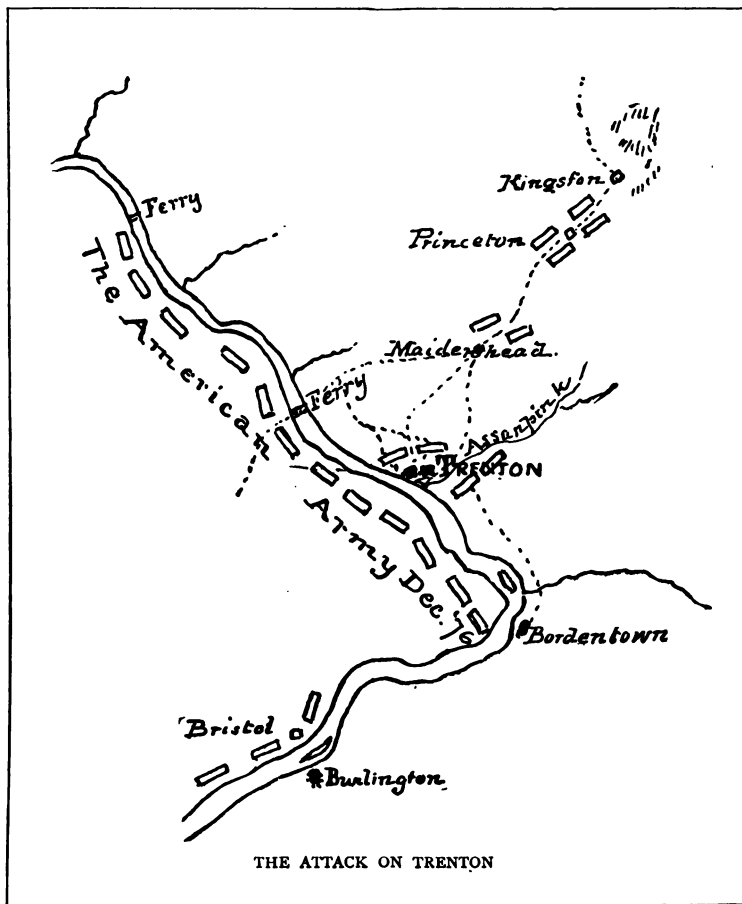 Ferry
Kingston
Princeton
The American
Maidenhead.
Ferry
Assanpink
TRENTON
Army Dec. '76
Bordentown
Bristol
Burlington
THE ATTACK ON TRENTON